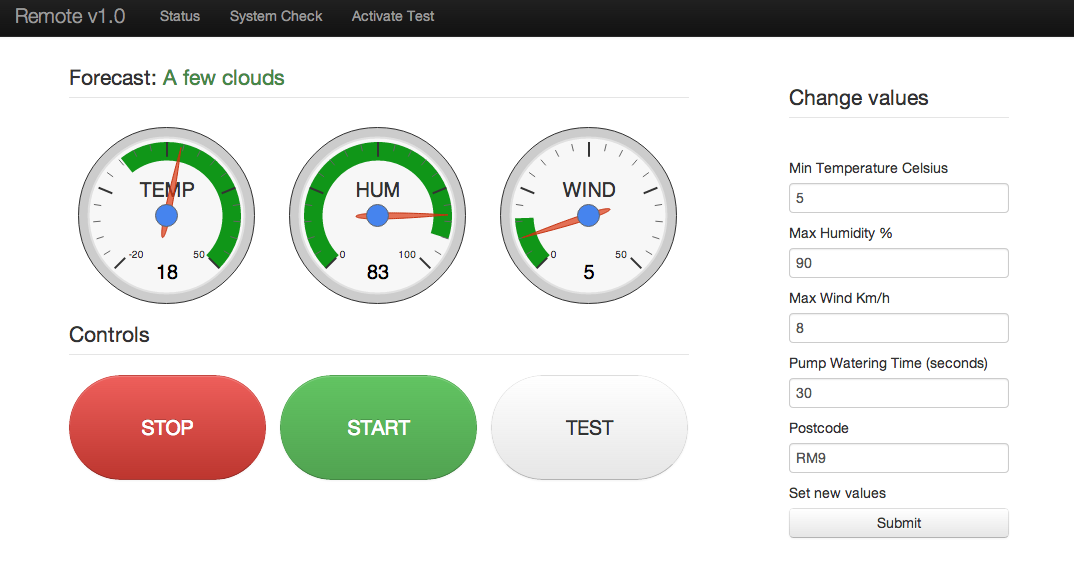 Remote v1.0 Status System Check Activate Test
Forecast: A few clouds
TEMP
-20 50
18
HUM
0 100
83
WIND
0 50
5
Controls
STOP START TEST
Change values
Min Temperature Celsius
5
Max Humidity %
90
Max Wind Km/h
8
Pump Watering Time (seconds)
30
Postcode
RM9
Set new values
Submit